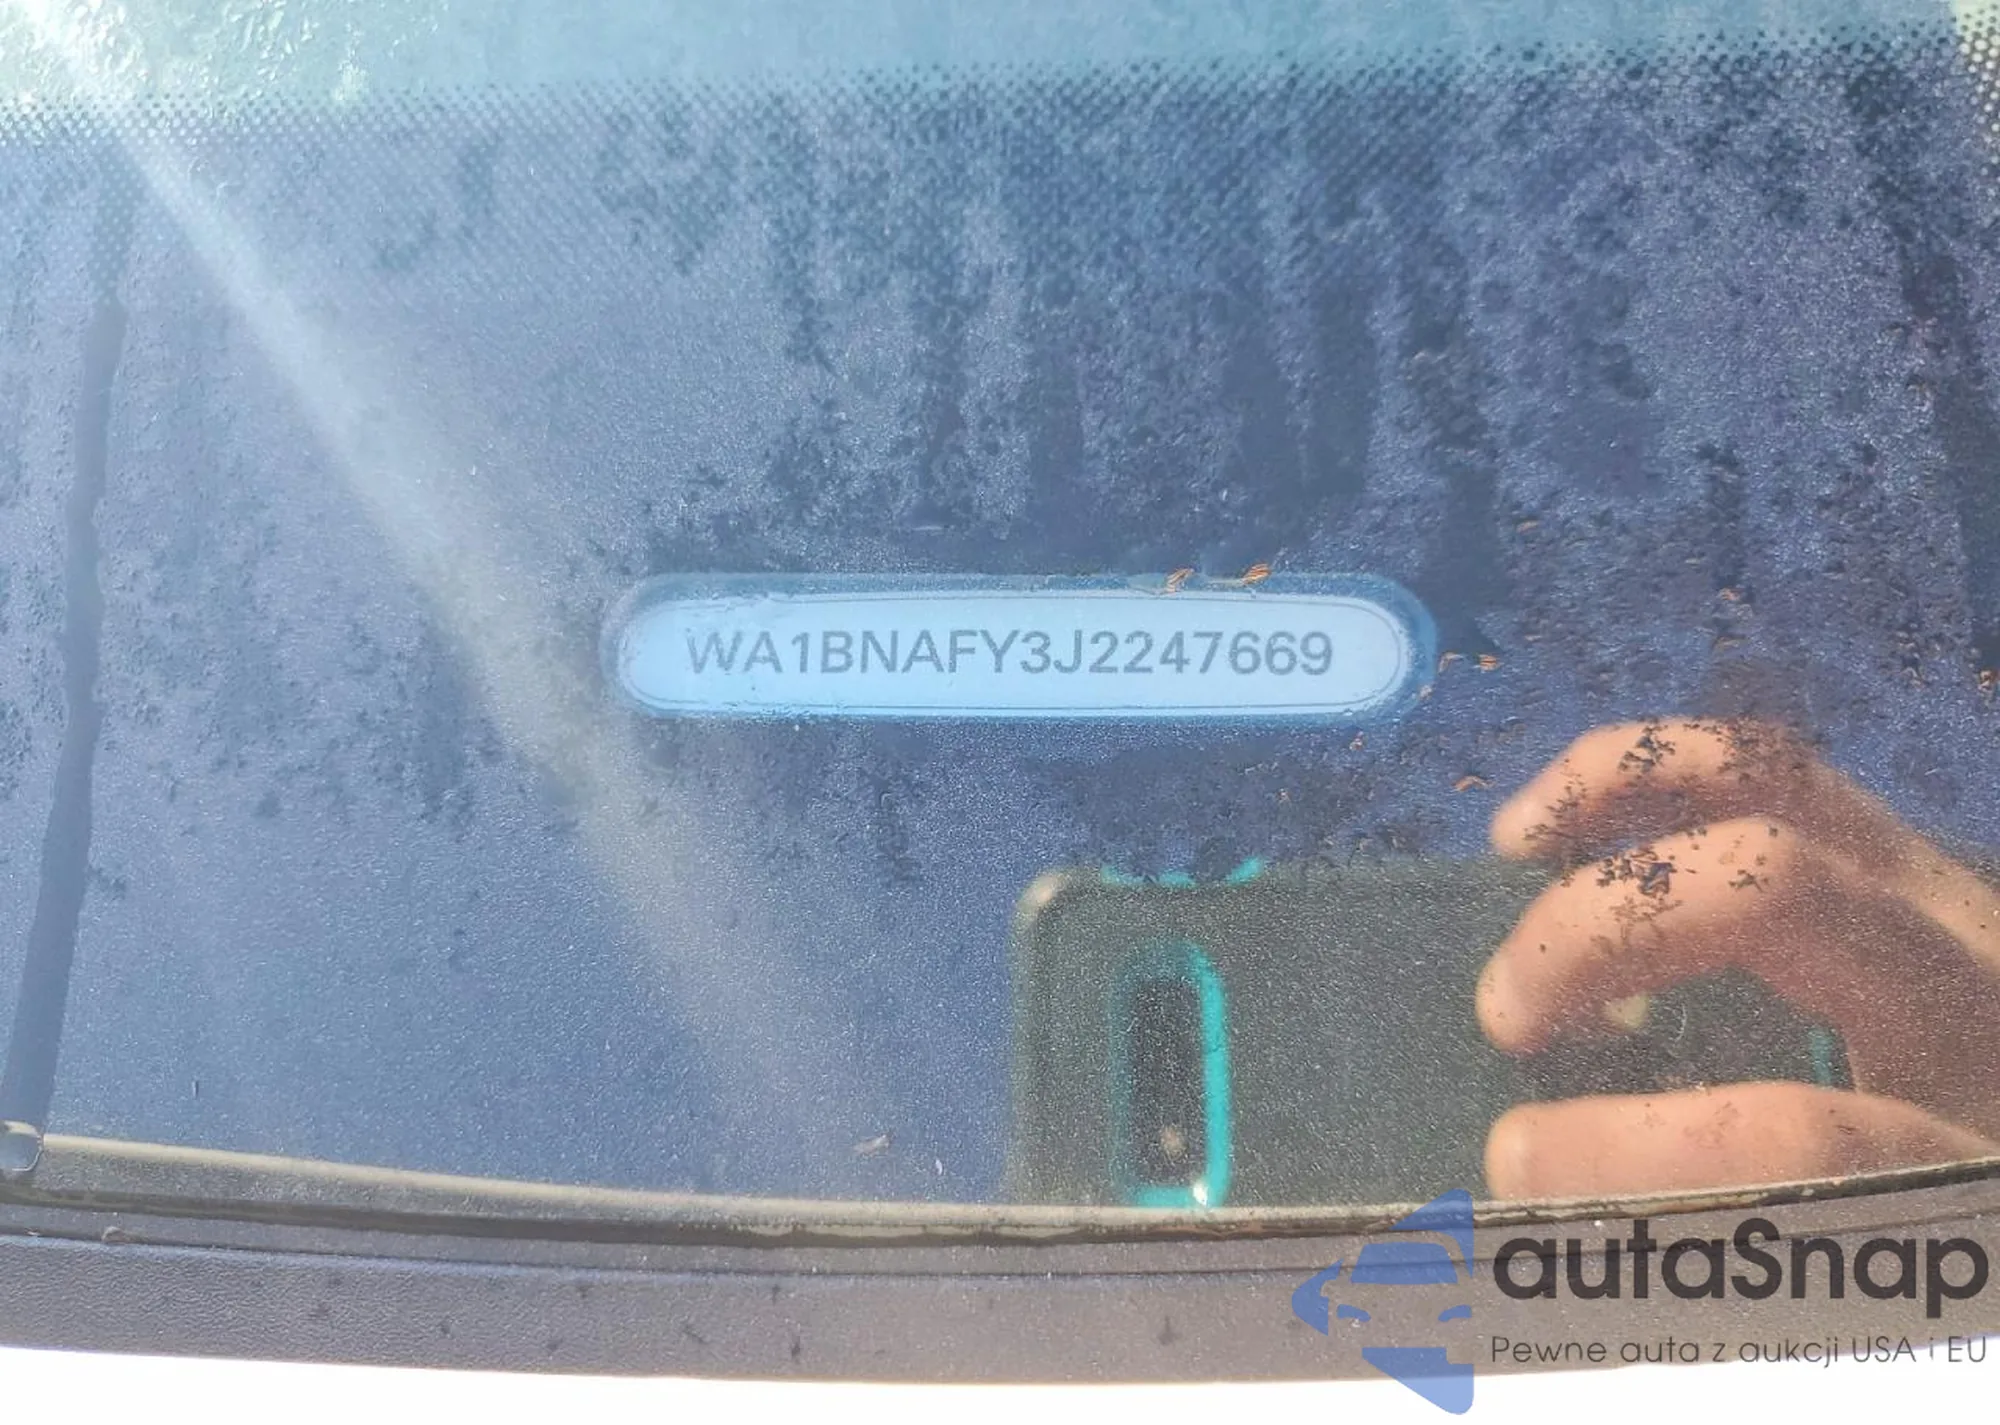 WA1BNAFY3J2247669
autaSnap
Pewne auta z aukcji USA i EU